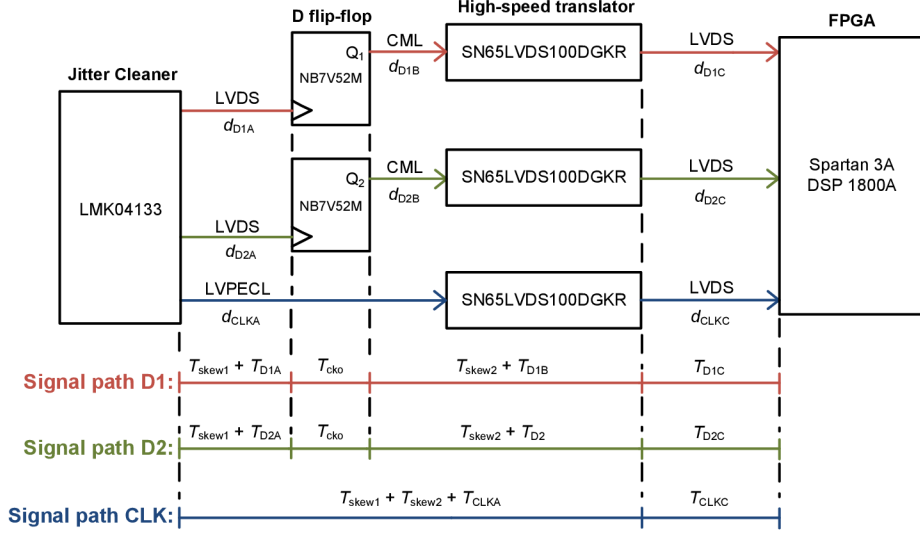 High-speed translator
D flip-flop
FPGA
Jitter Cleaner
Q1
NB7V52M
CML
dD1B
SN65LVDS100DGKR
LVDS
dD1C
LVDS
dD1A
Q2
NB7V52M
CML
dD2B
SN65LVDS100DGKR
LVDS
dD2C
Spartan 3A
DSP 1800A
LMK04133
LVDS
dD2A
LVPECL
dCLKA
SN65LVDS100DGKR
LVDS
dCLKC
Signal path D1:
Tskew1 + TD1A
Tcko
Tskew2 + TD1B
TD1C
Signal path D2:
Tskew1 + TD2A
Tcko
Tskew2 + TD2
TD2C
Signal path CLK:
Tskew1 + Tskew2 + TCLKA
TCLKC